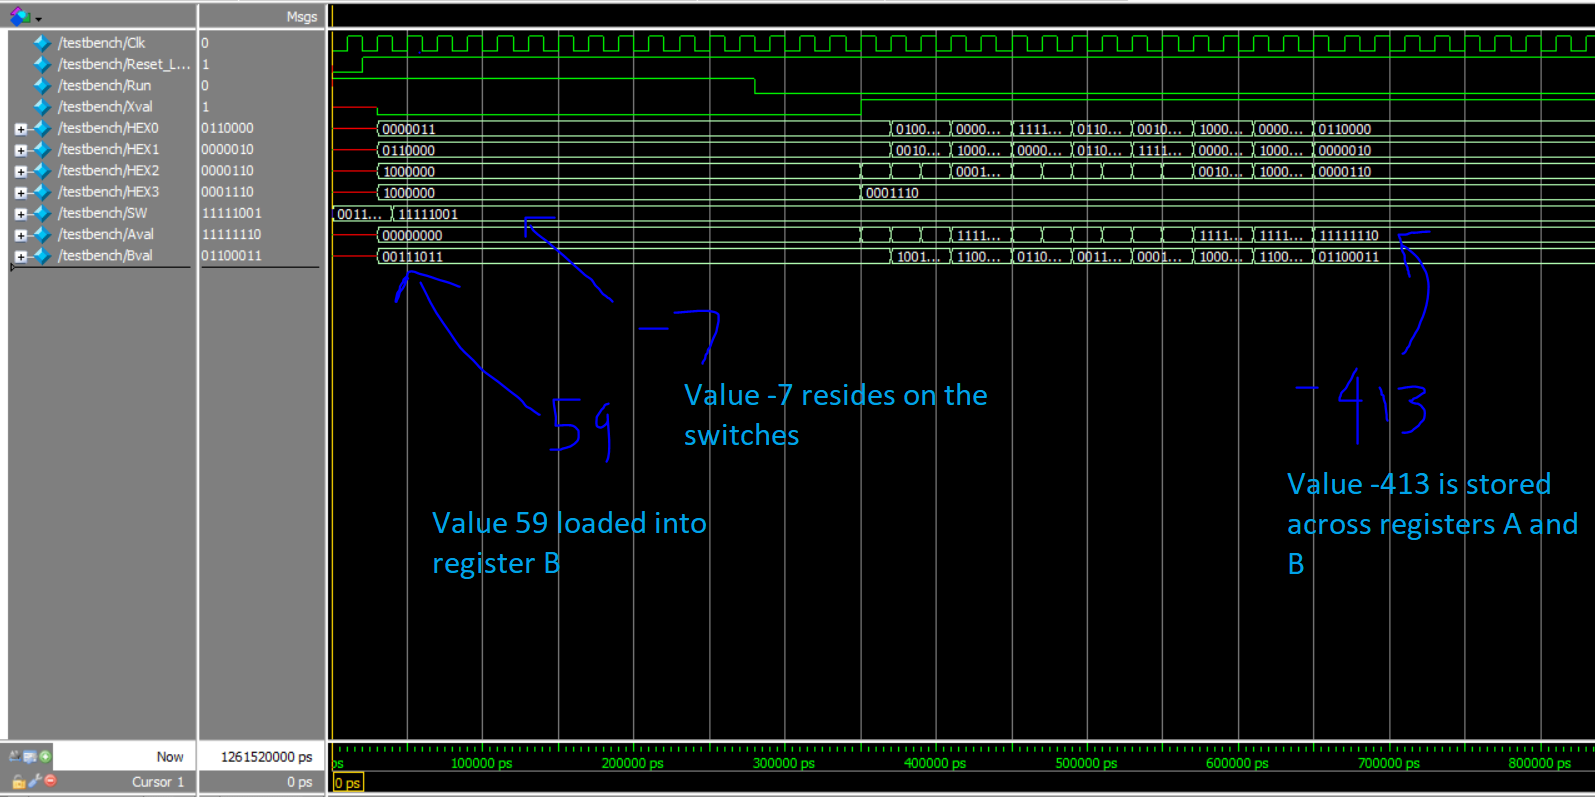 Msgs
/testbench/Clk 0
/testbench/Reset_L... 1
/testbench/Run 0
/testbench/Xval 1
/testbench/HEX0 0110000 0000011 0100... 0000... 1111... 0110... 0010... 1000... 0000... 0110000
/testbench/HEX1 0000010 0110000 0010... 1000... 0000... 0110... 1111... 0000... 1000... 0000010
/testbench/HEX2 0000110 1000000 0001... 0010... 1000... 0000110
/testbench/HEX3 0001110 1000000 0001110
/testbench/SW 11111001 0011... 11111001
/testbench/Aval 11111110 00000000 1111... 1111... 1111... 11111110
/testbench/Bval 01100011 00111011 1001... 1100... 0110... 0011... 0001... 1000... 1100... 01100011
-7
Value -7 resides on the
switches
59
Value 59 loaded into
register B
-413
Value -413 is stored
across registers A and
B
Now 1261520000 ps
ps 100000 ps 200000 ps 300000 ps 400000 ps 500000 ps 600000 ps 700000 ps 800000 ps
Cursor 1 0 ps 0 ps